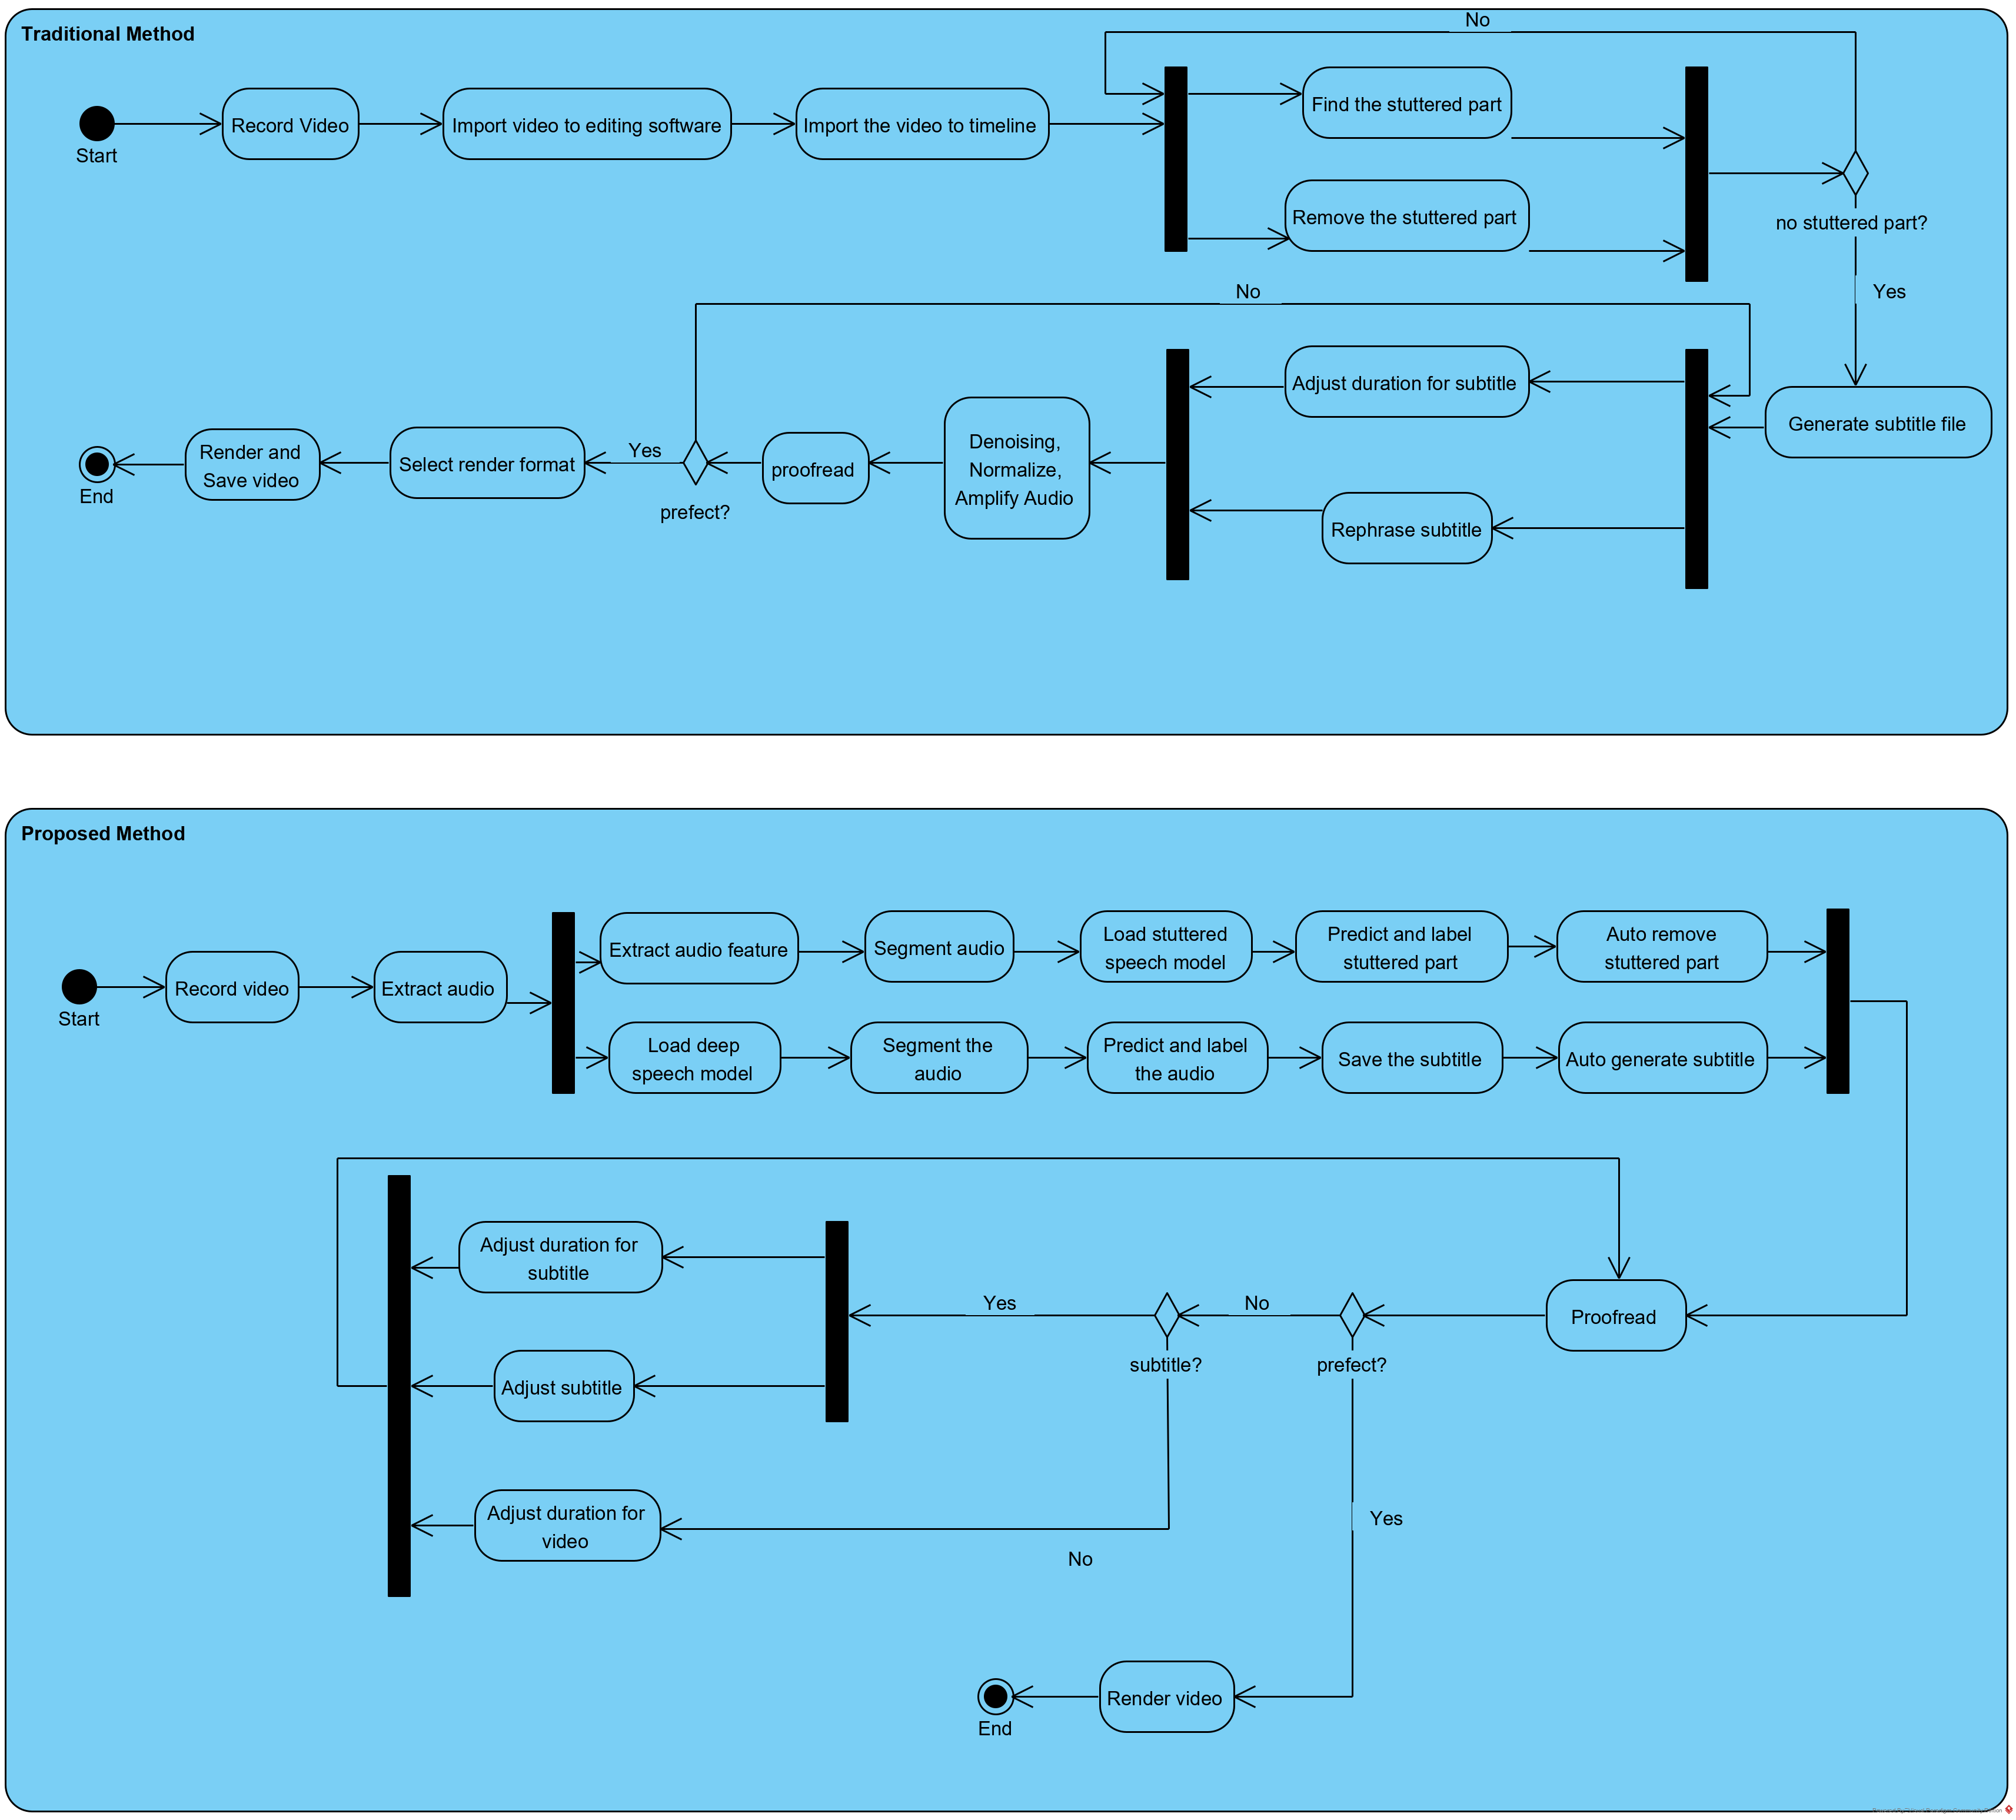 Traditional Method
No
Start
Record Video
Import video to editing software
Import the video to timeline
Find the stuttered part
Remove the stuttered part
no stuttered part?
Yes
No
Generate subtitle file
Adjust duration for subtitle
Rephrase subtitle
Denoising,
Normalize,
Amplify Audio
proofread
prefect?
Yes
Select render format
Render and
Save video
End
Proposed Method
Start
Record video
Extract audio
Extract audio feature
Segment audio
Load stuttered
speech model
Predict and label
stuttered part
Auto remove
stuttered part
Load deep
speech model
Segment the
audio
Predict and label
the audio
Save the subtitle
Auto generate subtitle
Proofread
prefect?
No
subtitle?
Yes
Adjust duration for
subtitle
Adjust subtitle
Adjust duration for
video
No
Yes
Render video
End